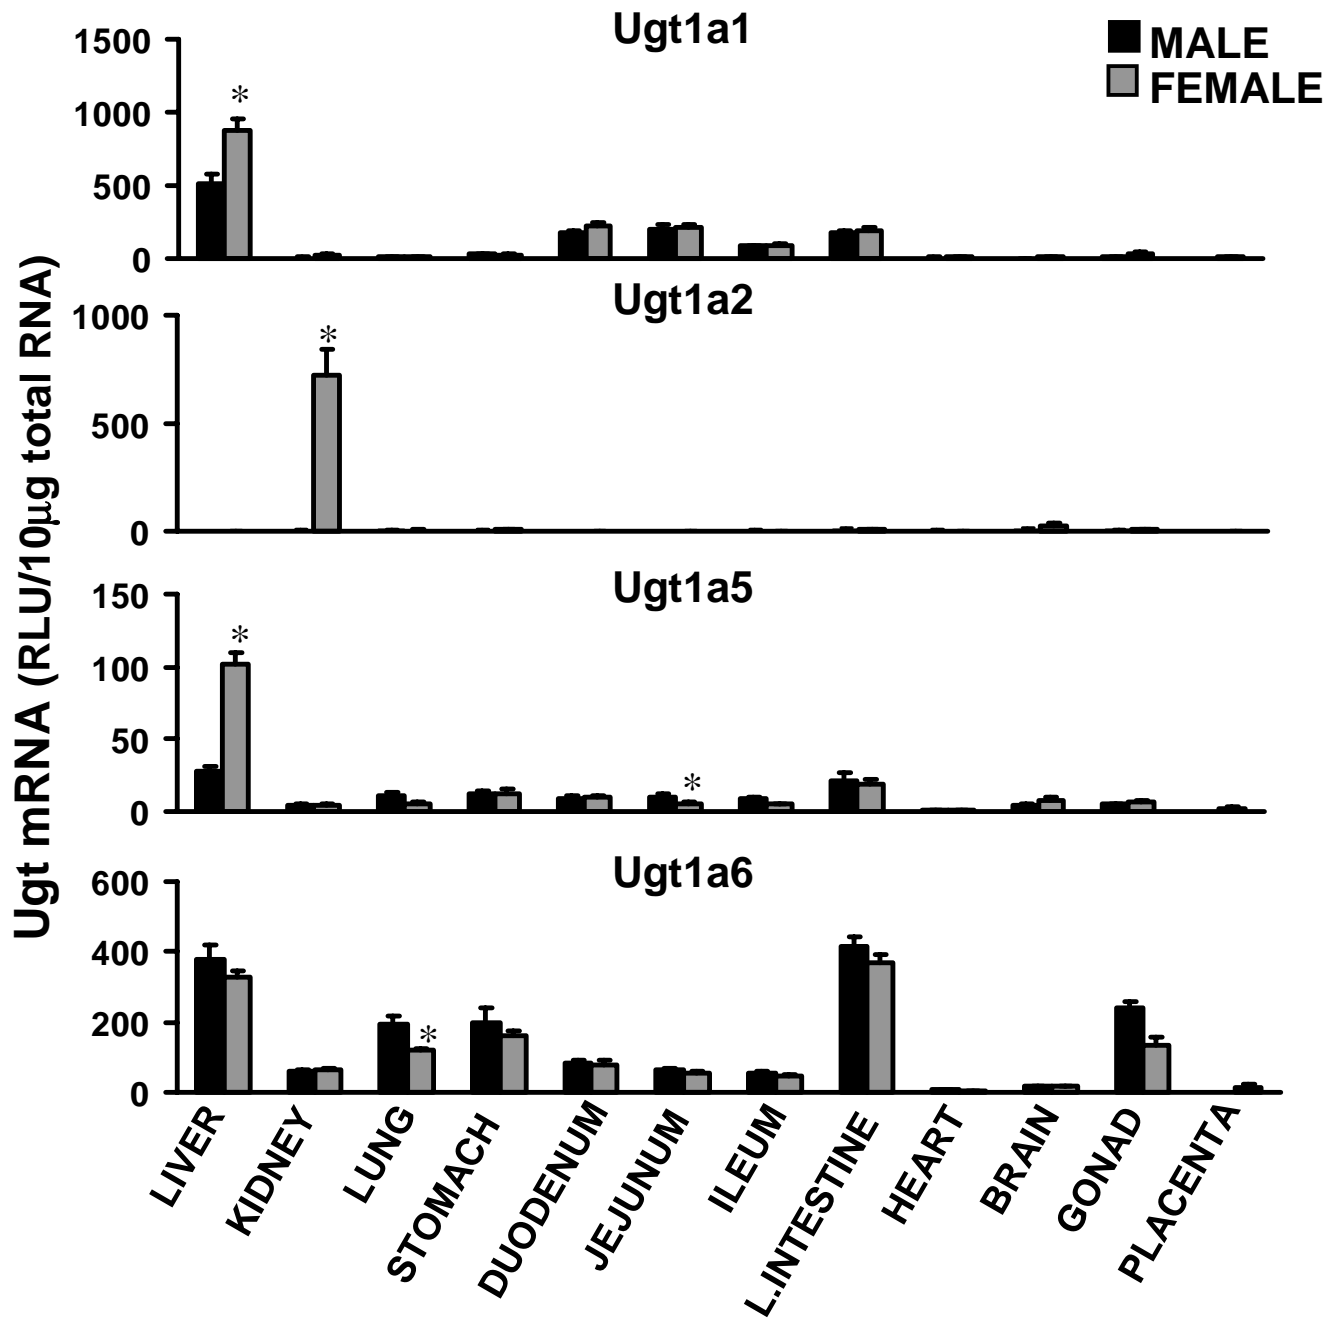 Ugt1a1
MALE
FEMALE
1500
1000
500
0
*
Ugt mRNA (RLU/10μg total RNA)
Ugt1a2
1000
500
0
*
Ugt1a5
150
100
50
0
*
*
Ugt1a6
600
400
200
0
*
LIVER
KIDNEY
LUNG
STOMACH
DUODENUM
JEJUNUM
ILEUM
L.INTESTINE
HEART
BRAIN
GONAD
PLACENTA